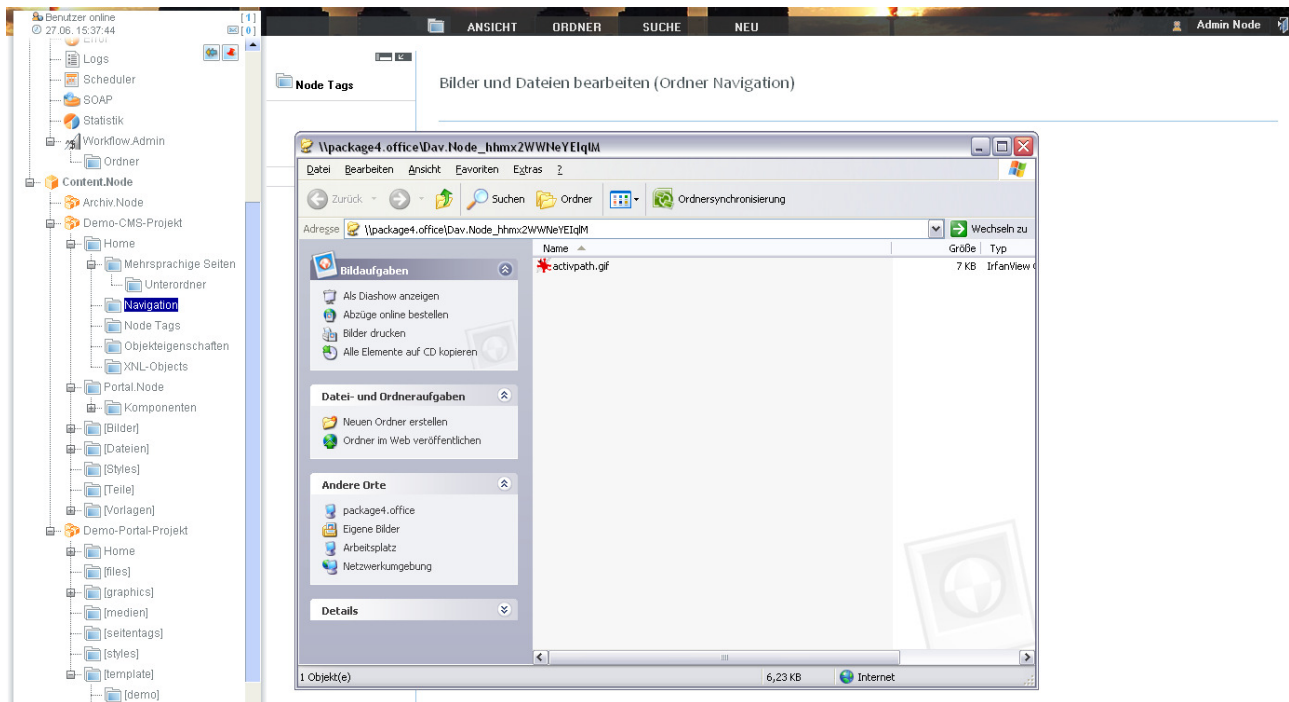 Benutzer online [1]
27.06. 15:37:44 [0]
ANSICHT ORDNER SUCHE NEU
Admin Node
Error
Logs
Scheduler
SOAP
Statistik
Workflow.Admin
Ordner
Content.Node
Archiv.Node
Demo-CMS-Projekt
Home
Mehrsprachige Seiten
Unterordner
Navigation
Node Tags
Objekteigenschaften
XNL-Objects
Portal.Node
Komponenten
[Bilder]
[Dateien]
[Styles]
[Teile]
[Vorlagen]
Demo-Portal-Projekt
Home
[files]
[graphics]
[medien]
[seitentags]
[styles]
[template]
[demo]
Node Tags
Bilder und Dateien bearbeiten (Ordner Navigation)
\\package4.office\Dav.Node_hhmx2WWNeYEIqlM
Datei Bearbeiten Ansicht Favoriten Extras ?
Zurück Suchen Ordner Ordnersynchronisierung
Adresse \\package4.office\Dav.Node_hhmx2WWNeYEIqlM Wechseln zu
Name Größe Typ
activpath.gif 7 KB IrfanView
Bildaufgaben
Als Diashow anzeigen
Abzüge online bestellen
Bilder drucken
Alle Elemente auf CD kopieren
Datei- und Ordneraufgaben
Neuen Ordner erstellen
Ordner im Web veröffentlichen
Andere Orte
package4.office
Eigene Bilder
Arbeitsplatz
Netzwerkumgebung
Details
1 Objekt(e) 6,23 KB Internet